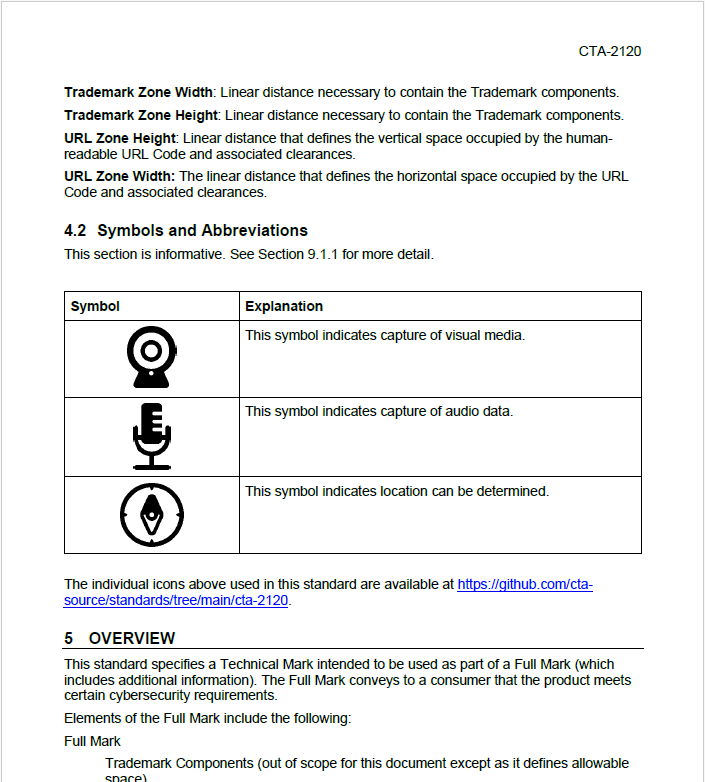 CTA-2120
Trademark Zone Width: Linear distance necessary to contain the Trademark components.
Trademark Zone Height: Linear distance necessary to contain the Trademark components.
URL Zone Height: Linear distance that defines the vertical space occupied by the human-
readable URL Code and associated clearances.
URL Zone Width: The linear distance that defines the horizontal space occupied by the URL
Code and associated clearances.
4.2 Symbols and Abbreviations
This section is informative. See Section 9.1.1 for more detail.
Symbol Explanation
This symbol indicates capture of visual media.
This symbol indicates capture of audio data.
This symbol indicates location can be determined.
The individual icons above used in this standard are available at https://github.com/cta-
source/standards/tree/main/cta-2120.
5 OVERVIEW
This standard specifies a Technical Mark intended to be used as part of a Full Mark (which
includes additional information). The Full Mark conveys to a consumer that the product meets
certain cybersecurity requirements.
Elements of the Full Mark include the following:
Full Mark
Trademark Components (out of scope for this document except as it defines allowable
space)